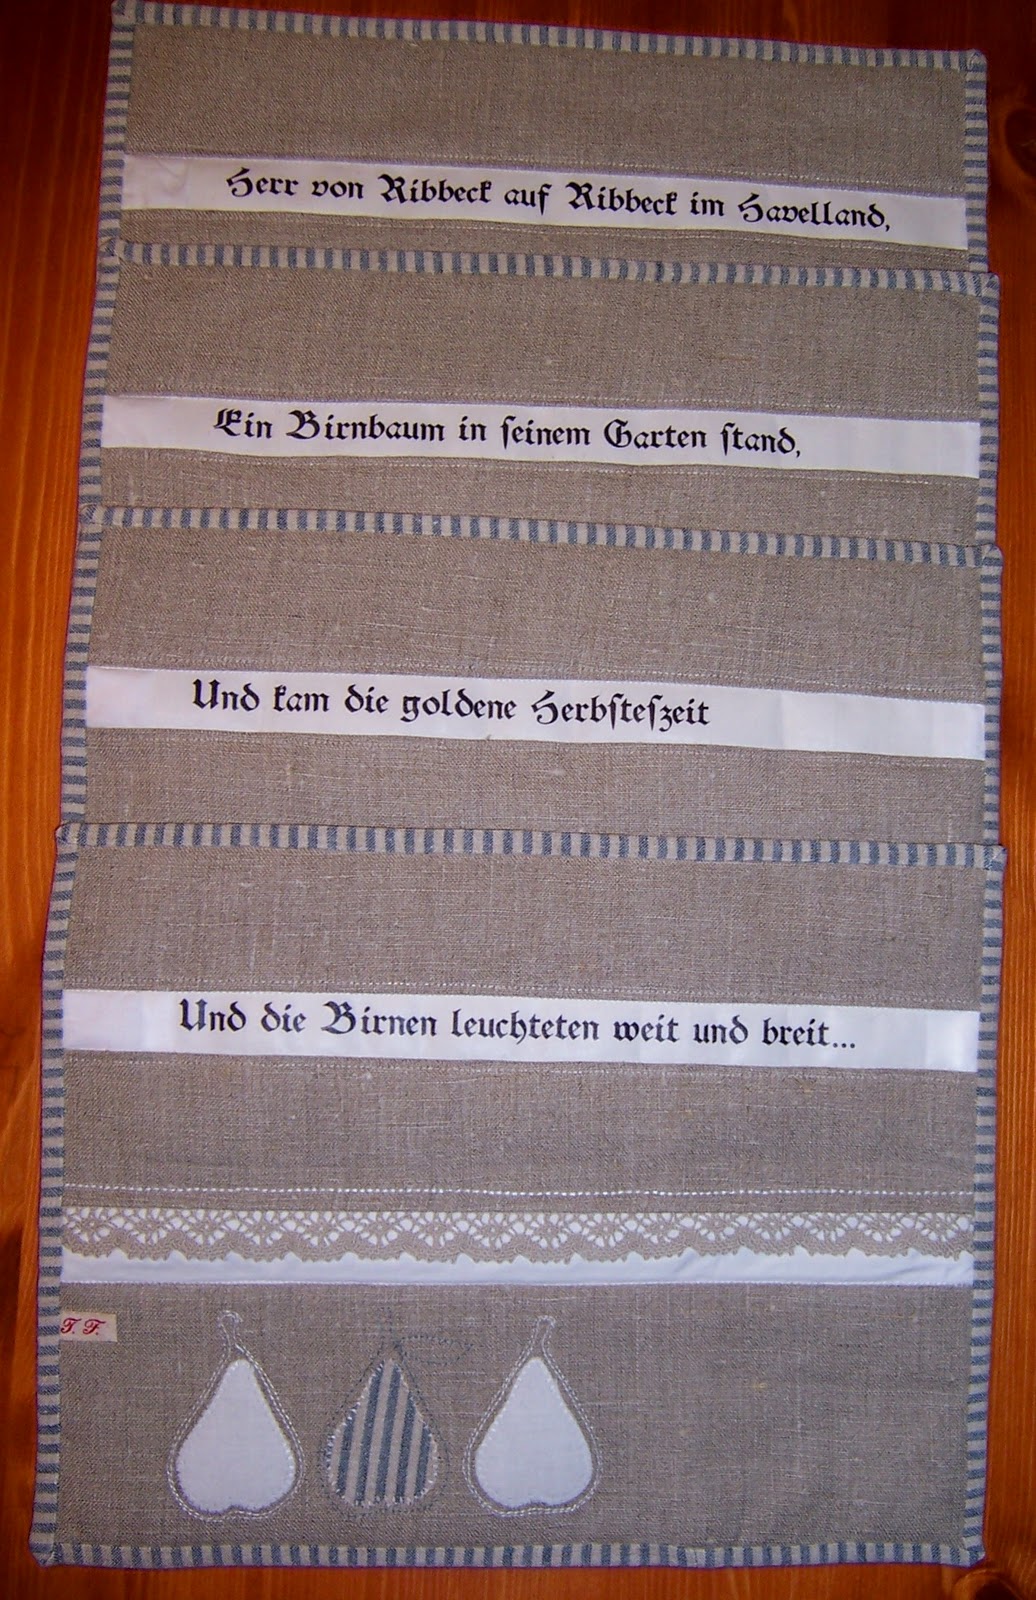 Herr von Ribbeck auf Ribbeck im Havelland,
Ein Birnbaum in ſeinem Garten ſtand,
Und kam die goldene Herbſteſzeit
Und die Birnen leuchteten weit und breit...
T. F.